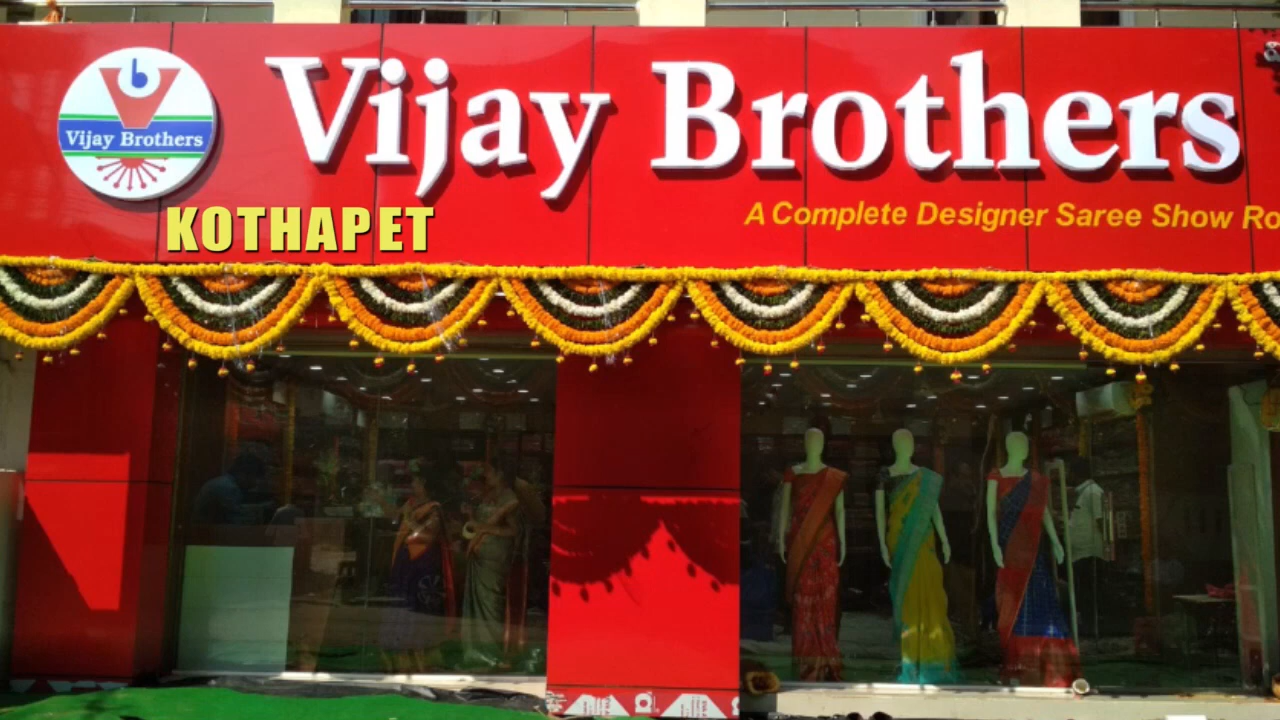 b
Vijay Brothers
Vijay Brothers
KOTHAPET
A Complete Designer Saree Show Ro